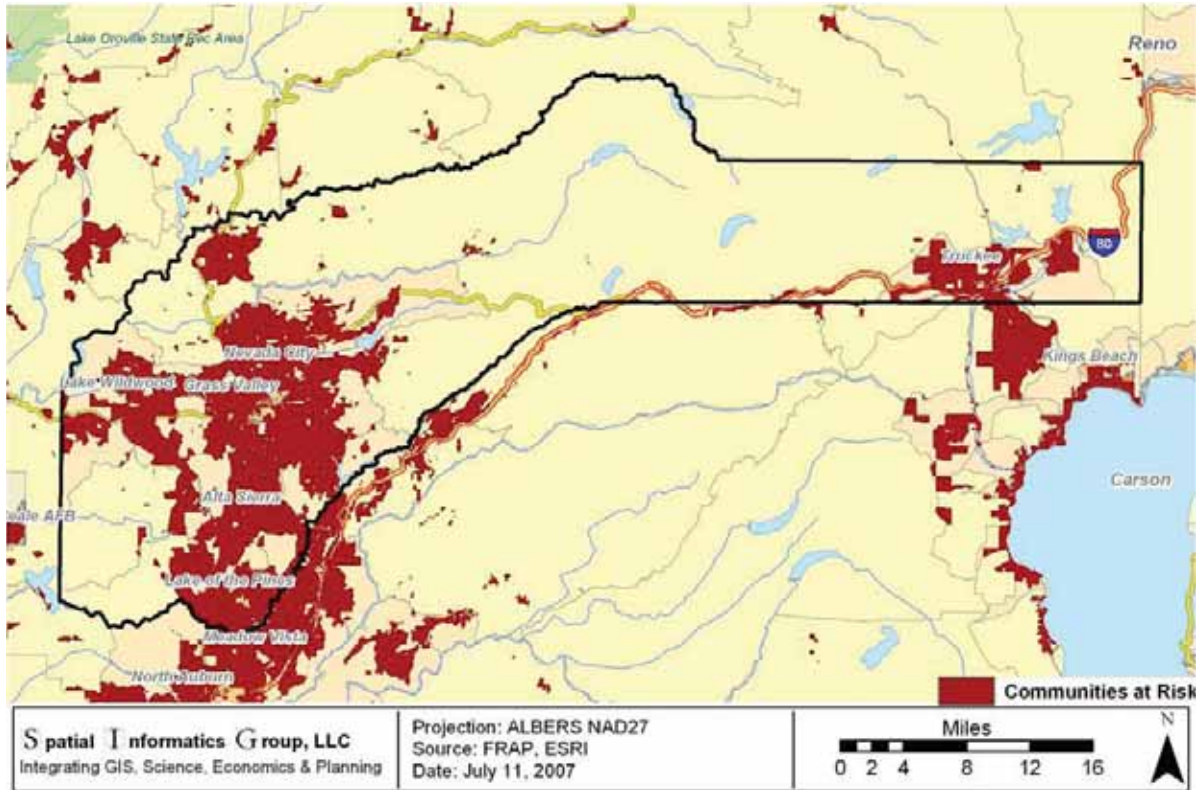 Lake Oroville State Rec Area
Reno
80
Truckee
Nevada City
Kings Beach
Lake Wildwood
Grass Valley
Alta Sierra
Carson
AFB
Lake of the Pines
Meadow Vista
North Auburn
Communities at Risk
Spatial Informatics Group, LLC
Integrating GIS, Science, Economics & Planning
Projection: ALBERS NAD27
Source: FRAP, ESRI
Date: July 11, 2007
Miles
0 2 4 8 12 16
N